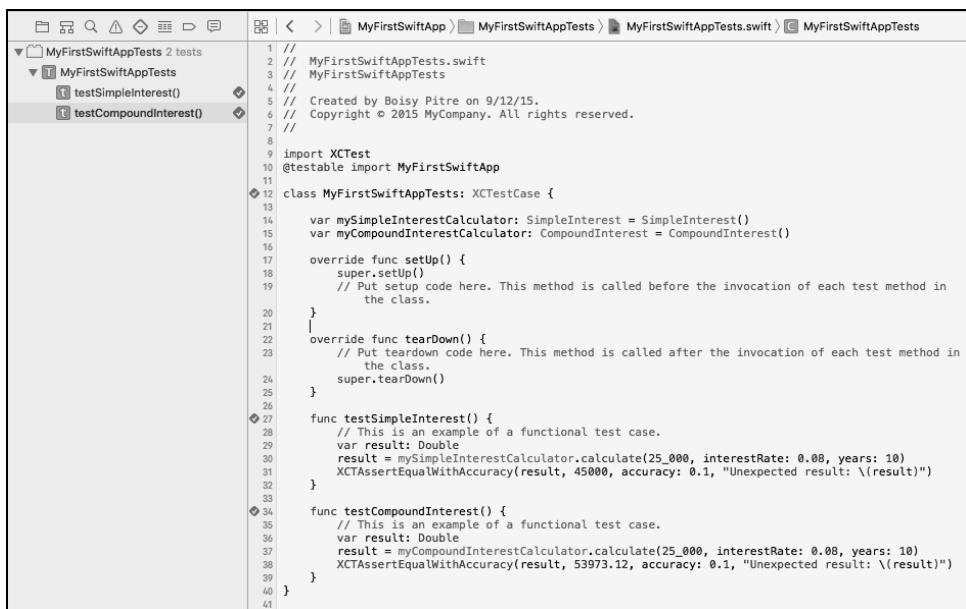 MyFirstSwiftApp MyFirstSwiftAppTests MyFirstSwiftAppTests.swift C MyFirstSwiftAppTests
MyFirstSwiftAppTests 2 tests
T MyFirstSwiftAppTests
t testSimpleInterest()
t testCompoundInterest()
1 //
2 //  MyFirstSwiftAppTests.swift
3 //  MyFirstSwiftAppTests
4 //
5 //  Created by Boisy Pitre on 9/12/15.
6 //  Copyright © 2015 MyCompany. All rights reserved.
7 //
8
9 import XCTest
10 @testable import MyFirstSwiftApp
11
12 class MyFirstSwiftAppTests: XCTestCase {
13
14     var mySimpleInterestCalculator: SimpleInterest = SimpleInterest()
15     var myCompoundInterestCalculator: CompoundInterest = CompoundInterest()
16
17     override func setUp() {
18         super.setUp()
19         // Put setup code here. This method is called before the invocation of each test method in
            the class.
20     }
21
22     override func tearDown() {
23         // Put teardown code here. This method is called after the invocation of each test method in
            the class.
24         super.tearDown()
25     }
26
27     func testSimpleInterest() {
28         // This is an example of a functional test case.
29         var result: Double
30         result = mySimpleInterestCalculator.calculate(25_000, interestRate: 0.08, years: 10)
31         XCTAssertEqualWithAccuracy(result, 45000, accuracy: 0.1, "Unexpected result: \(result)")
32     }
33
34     func testCompoundInterest() {
35         // This is an example of a functional test case.
36         var result: Double
37         result = myCompoundInterestCalculator.calculate(25_000, interestRate: 0.08, years: 10)
38         XCTAssertEqualWithAccuracy(result, 53973.12, accuracy: 0.1, "Unexpected result: \(result)")
39     }
40 }
41